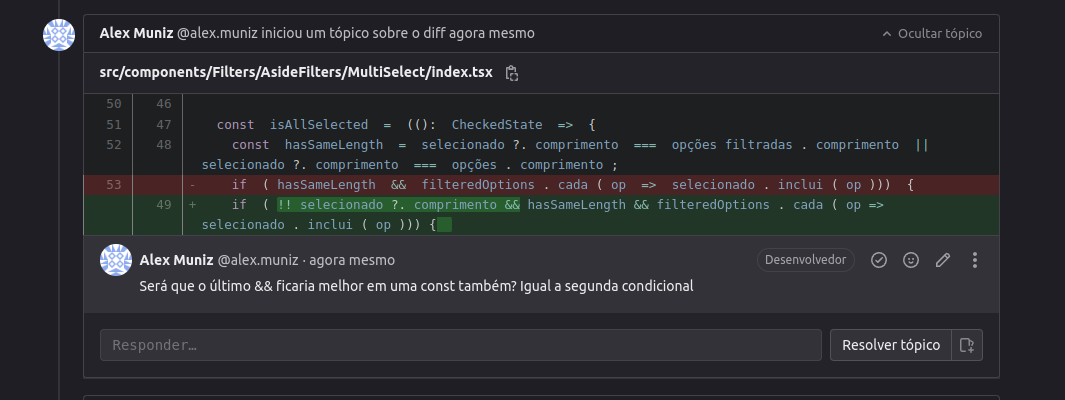 Alex Muniz @alex.muniz iniciou um tópico sobre o diff agora mesmo
Ocultar tópico
src/components/Filters/AsideFilters/MultiSelect/index.tsx
50 46
51 47 const isAllSelected = ((): CheckedState => {
52 48 const hasSameLength = selecionado ?. comprimento === opções filtradas . comprimento ||
selecionado ?. comprimento === opções . comprimento ;
53 - if ( hasSameLength && filteredOptions . cada ( op => selecionado . inclui ( op ))) {
49 + if ( !! selecionado ?. comprimento && hasSameLength && filteredOptions . cada ( op =>
selecionado . inclui ( op ))) {
Alex Muniz @alex.muniz · agora mesmo
Desenvolvedor
Será que o último && ficaria melhor em uma const também? Igual a segunda condicional
Responder…
Resolver tópico